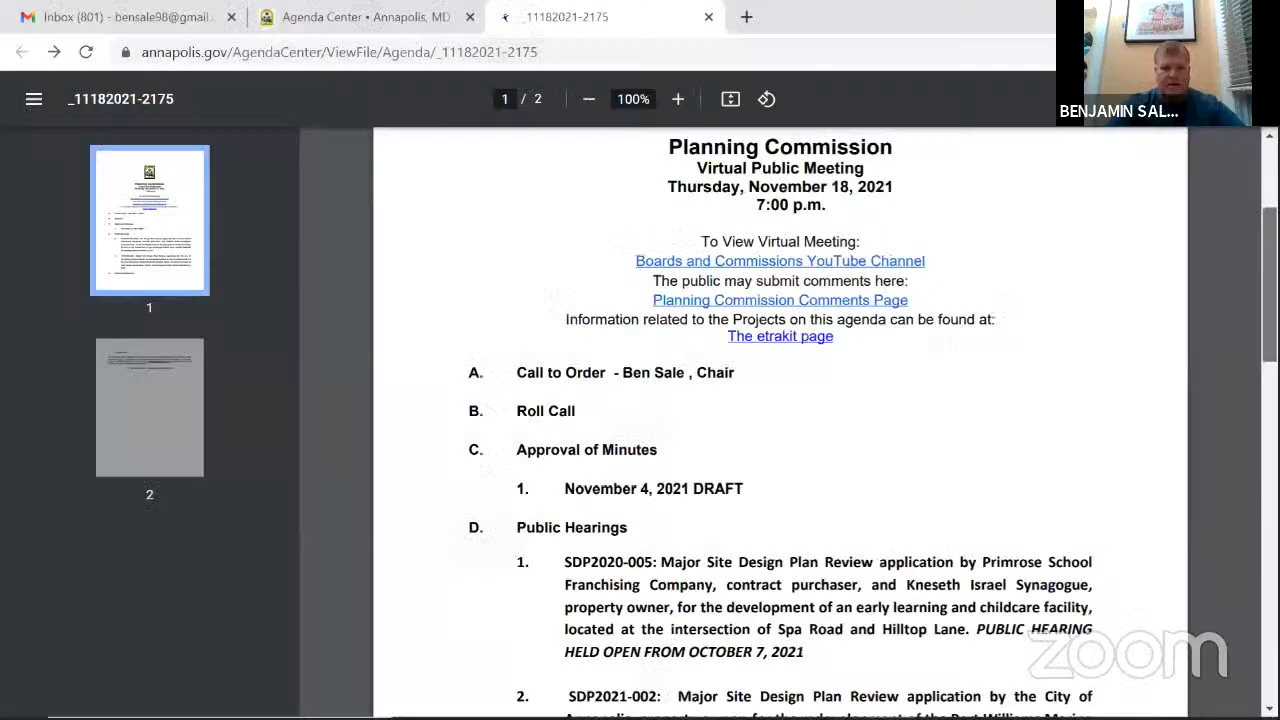 Inbox (801) - bensale98@gmail.
Agenda Center • Annapolis, MD
_11182021-2175
annapolis.gov/AgendaCenter/ViewFile/Agenda/_11182021-2175
_11182021-2175
1 / 2
100%
BENJAMIN SAL...
Planning Commission
Virtual Public Meeting
Thursday, November 18, 2021
7:00 p.m.
To View Virtual Meeting:
Boards and Commissions YouTube Channel
The public may submit comments here:
Planning Commission Comments Page
Information related to the Projects on this agenda can be found at:
The etrakit page
A. Call to Order - Ben Sale , Chair
B. Roll Call
C. Approval of Minutes
1. November 4, 2021 DRAFT
D. Public Hearings
1. SDP2020-005: Major Site Design Plan Review application by Primrose School
Franchising Company, contract purchaser, and Kneseth Israel Synagogue,
property owner, for the development of an early learning and childcare facility,
located at the intersection of Spa Road and Hilltop Lane. PUBLIC HEARING
HELD OPEN FROM OCTOBER 7, 2021
2. SDP2021-002: Major Site Design Plan Review application by the City of
1
2
zoom